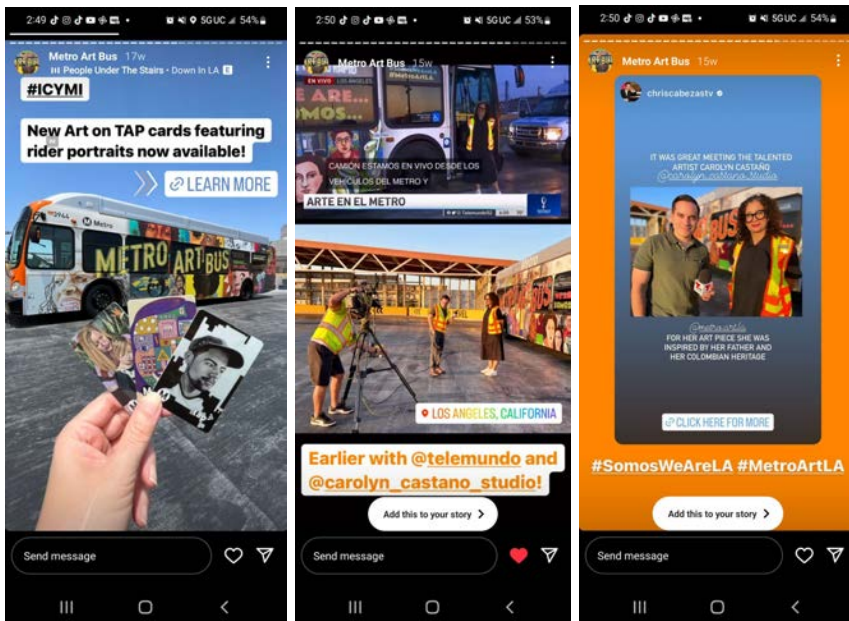 2:49
5GUC 54%
Metro Art Bus 17w
People Under The Stairs • Down In LA E
#ICYMI
New Art on TAP cards featuring
rider portraits now available!
LEARN MORE
3944
Metro
METRO ART BUS
Send message
2:50
5GUC 53%
Metro Art Bus 15w
EN VIVO LOS ANGELES
#MetroArtLA
E ARE...
SOMOS...
CAMIÓN ESTAMOS EN VIVO DESDE LOS
VEHÍCULOS DEL METRO Y
ARTE EN EL METRO
LOS ANGELES, CALIFORNIA
Earlier with @telemundo and
@carolyn_castano_studio!
Add this to your story
Send message
2:50
5GUC 54%
Metro Art Bus 15w
chriscabezastv
IT WAS GREAT MEETING THE TALENTED
ARTIST CAROLYN CASTAÑO
@carolyn_castano_studio
BUS
@metroartla
FOR HER ART PIECE SHE WAS
INSPIRED BY HER FATHER AND
HER COLOMBIAN HERITAGE
CLICK HERE FOR MORE
#SomosWeAreLA #MetroArtLA
Add this to your story
Send message